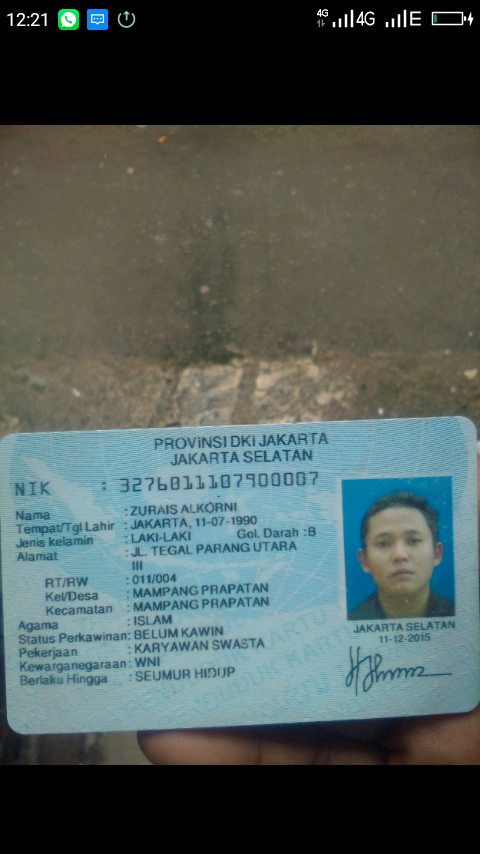 12:21
4G 4G E
PROVINSI DKI JAKARTA
JAKARTA SELATAN
NIK : 3276011107900007
Nama : ZURAIS ALKORNI
Tempat/Tgl Lahir : JAKARTA, 11-07-1990
Jenis kelamin : LAKI-LAKI Gol. Darah : B
Alamat : JL. TEGAL PARANG UTARA
III
RT/RW : 011/004
Kel/Desa : MAMPANG PRAPATAN
Kecamatan : MAMPANG PRAPATAN
Agama : ISLAM
Status Perkawinan: BELUM KAWIN
Pekerjaan : KARYAWAN SWASTA
Kewarganegaraan: WNI
Berlaku Hingga : SEUMUR HIDUP
JAKARTA SELATAN
11-12-2015